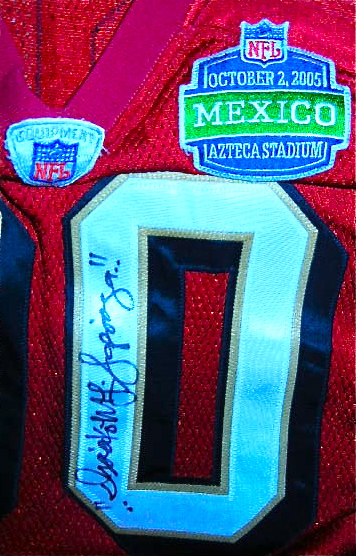 NFL
OCTOBER 2, 2005
MEXICO
AZTECA STADIUM
EQUIPMENT
NFL
0